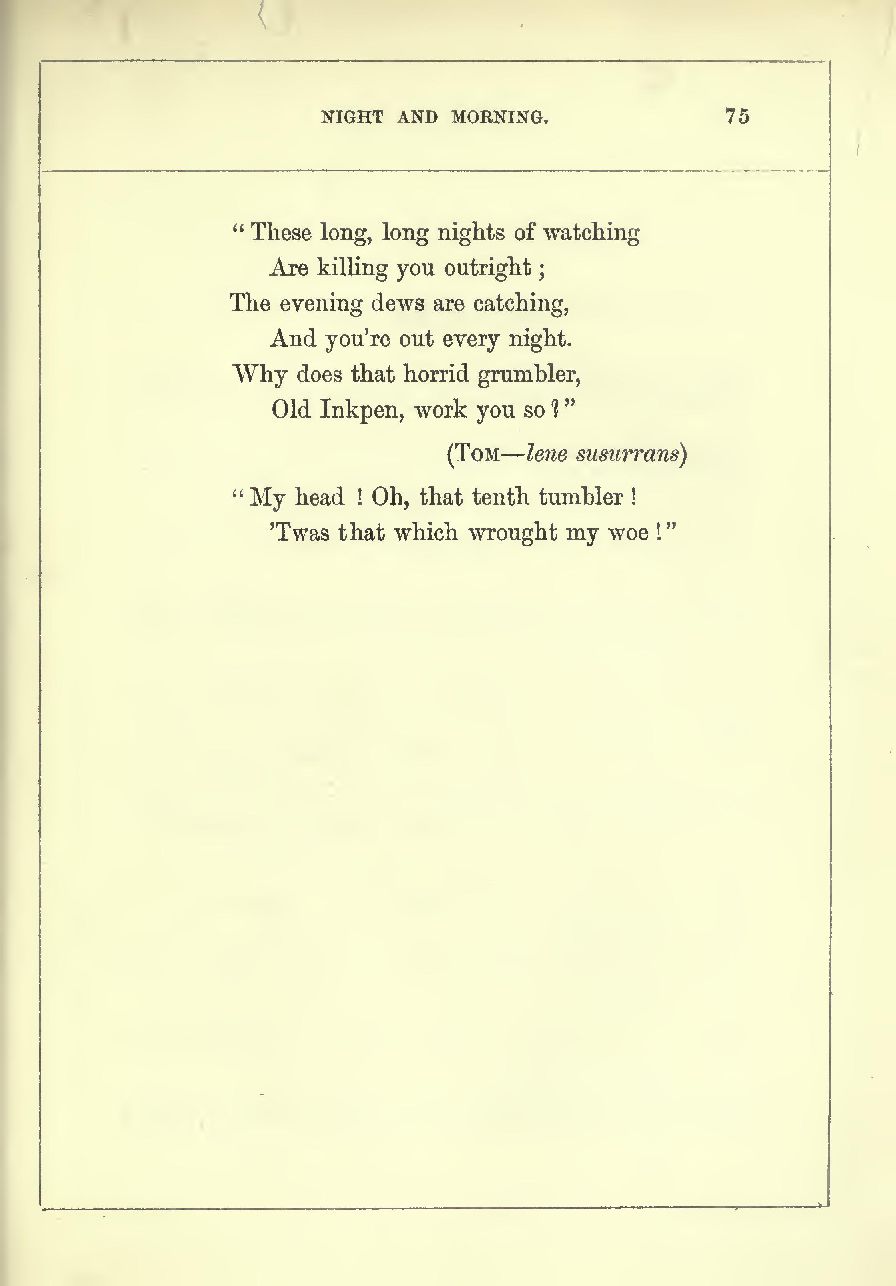 NIGHT AND MORNING. 75
“These long, long nights of watching
Are killing you outright;
The evening dews are catching,
And you're out every night.
Why does that horrid grumbler,
Old Inkpen, work you so?”
(TOM—lene susurrans)
“My head! Oh, that tenth tumbler!
'Twas that which wrought my woe!”